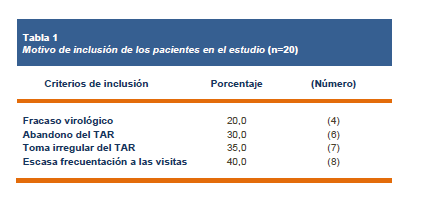 Tabla 1
Motivo de inclusión de los pacientes en el estudio (n=20)
Criterios de inclusión Porcentaje (Número)
Fracaso virológico 20,0 (4)
Abandono del TAR 30,0 (6)
Toma irregular del TAR 35,0 (7)
Escasa frecuentación a las visitas 40,0 (8)